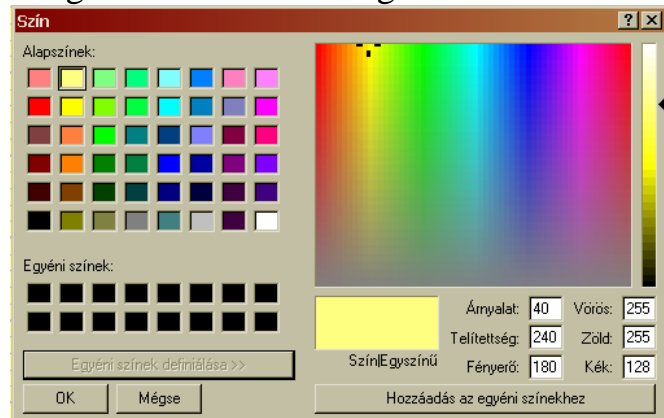 Szín
Alapszínek:
Egyéni színek:
Egyéni színek definiálása >>
OK Mégse
Szín|Egyszínű
Árnyalat: 40 Vörös: 255
Telítettség: 240 Zöld: 255
Fényerő: 180 Kék: 128
Hozzáadás az egyéni színekhez